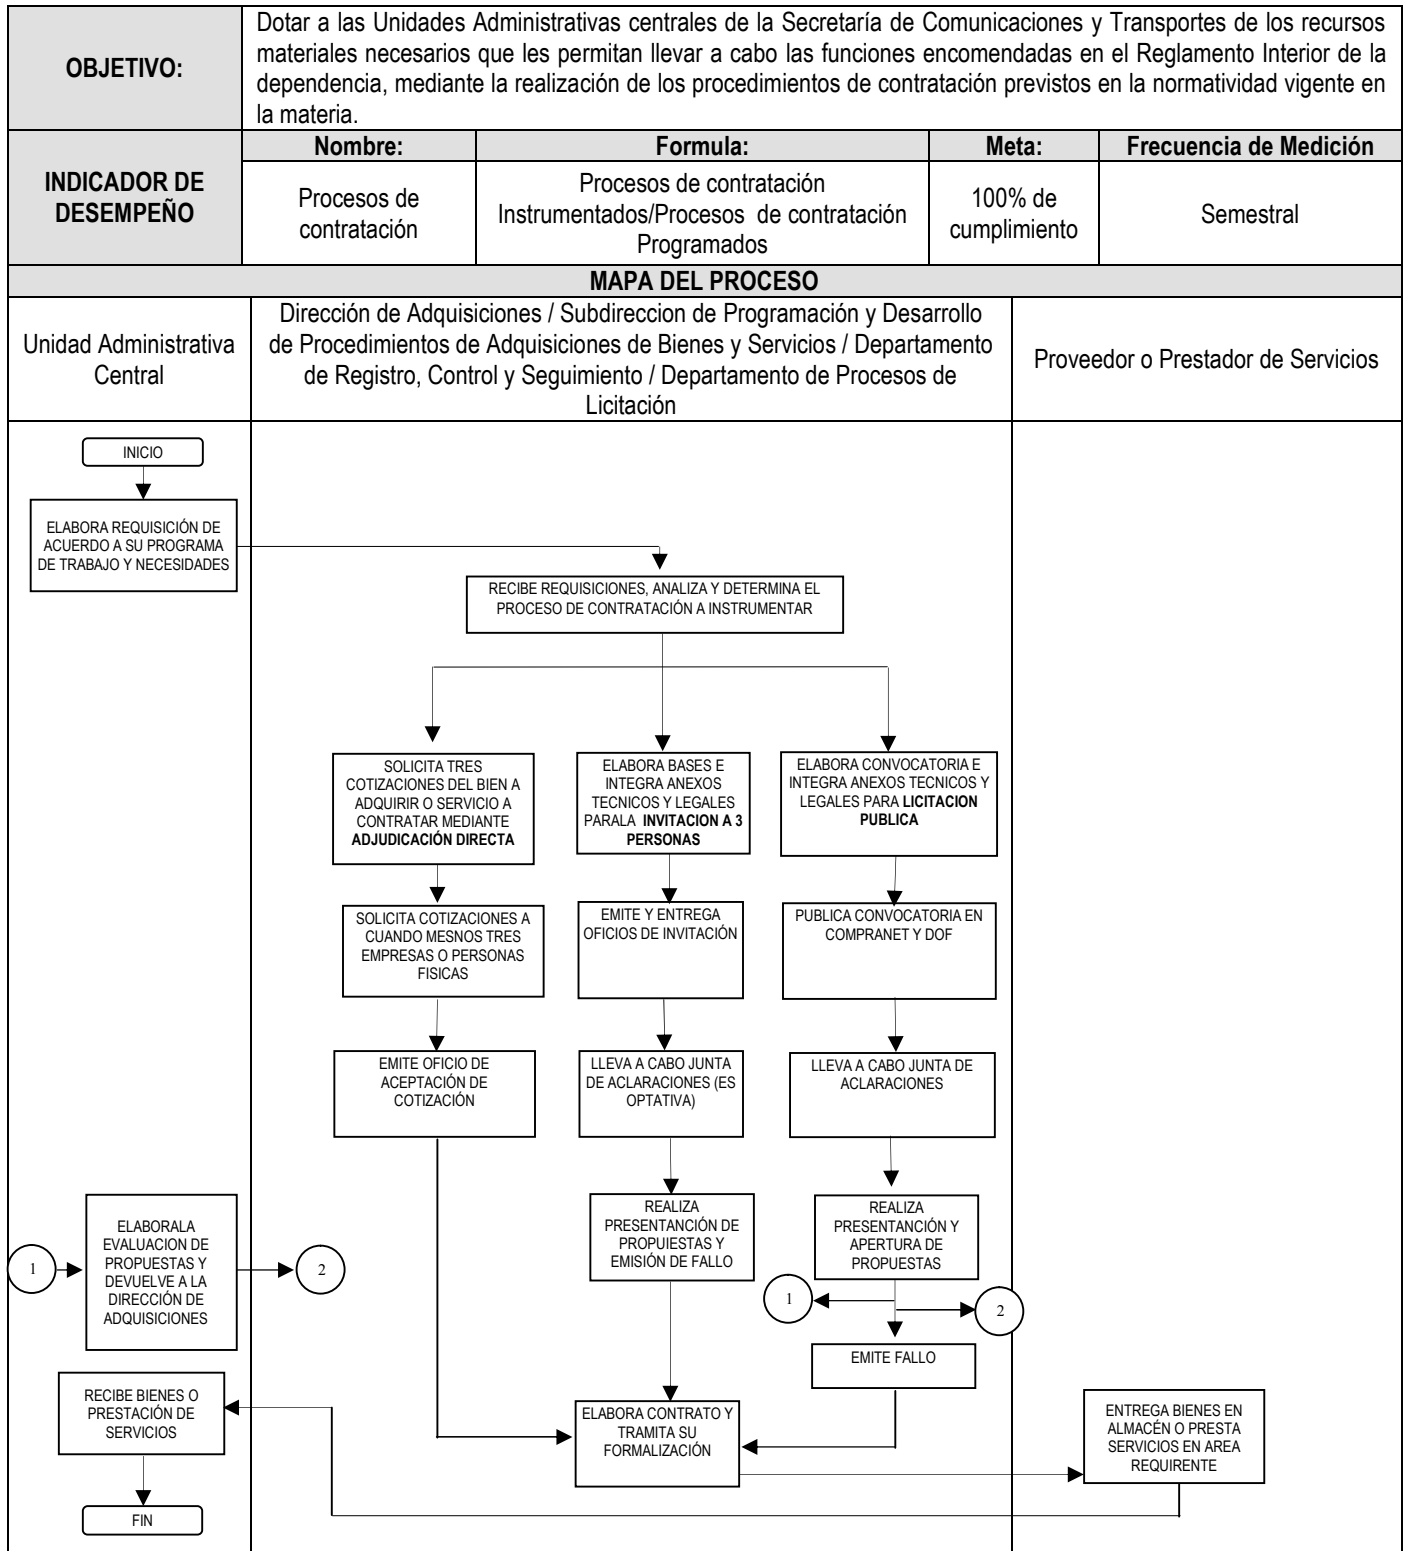 OBJETIVO:
Dotar a las Unidades Administrativas centrales de la Secretaría de Comunicaciones y Transportes de los recursos
materiales necesarios que les permitan llevar a cabo las funciones encomendadas en el Reglamento Interior de la
dependencia, mediante la realización de los procedimientos de contratación previstos en la normatividad vigente en
la materia.
INDICADOR DE
DESEMPEÑO
Nombre:
Formula:
Meta:
Frecuencia de Medición
Procesos de
contratación
Procesos de contratación
Instrumentados/Procesos de contratación
Programados
100% de
cumplimiento
Semestral
MAPA DEL PROCESO
Unidad Administrativa
Central
Dirección de Adquisiciones / Subdireccion de Programación y Desarrollo
de Procedimientos de Adquisiciones de Bienes y Servicios / Departamento
de Registro, Control y Seguimiento / Departamento de Procesos de
Licitación
Proveedor o Prestador de Servicios
INICIO
ELABORA REQUISICIÓN DE
ACUERDO A SU PROGRAMA
DE TRABAJO Y NECESIDADES
RECIBE REQUISICIONES, ANALIZA Y DETERMINA EL
PROCESO DE CONTRATACIÓN A INSTRUMENTAR
SOLICITA TRES
COTIZACIONES DEL BIEN A
ADQUIRIR O SERVICIO A
CONTRATAR MEDIANTE
ADJUDICACIÓN DIRECTA
ELABORA BASES E
INTEGRA ANEXOS
TECNICOS Y LEGALES
PARALA INVITACION A 3
PERSONAS
ELABORA CONVOCATORIA E
INTEGRA ANEXOS TECNICOS Y
LEGALES PARA LICITACION
PUBLICA
SOLICITA COTIZACIONES A
CUANDO MESNOS TRES
EMPRESAS O PERSONAS
FISICAS
EMITE Y ENTREGA
OFICIOS DE INVITACIÓN
PUBLICA CONVOCATORIA EN
COMPRANET Y DOF
EMITE OFICIO DE
ACEPTACIÓN DE
COTIZACIÓN
LLEVA A CABO JUNTA
DE ACLARACIONES (ES
OPTATIVA)
LLEVA A CABO JUNTA DE
ACLARACIONES
1
ELABORALA
EVALUACION DE
PROPUESTAS Y
DEVUELVE A LA
DIRECCIÓN DE
ADQUISICIONES
2
REALIZA
PRESENTANCIÓN DE
PROPUIESTAS Y
EMISIÓN DE FALLO
REALIZA
PRESENTANCIÓN Y
APERTURA DE
PROPUESTAS
1
2
EMITE FALLO
RECIBE BIENES O
PRESTACIÓN DE
SERVICIOS
ELABORA CONTRATO Y
TRAMITA SU
FORMALIZACIÓN
ENTREGA BIENES EN
ALMACÉN O PRESTA
SERVICIOS EN AREA
REQUIRENTE
FIN